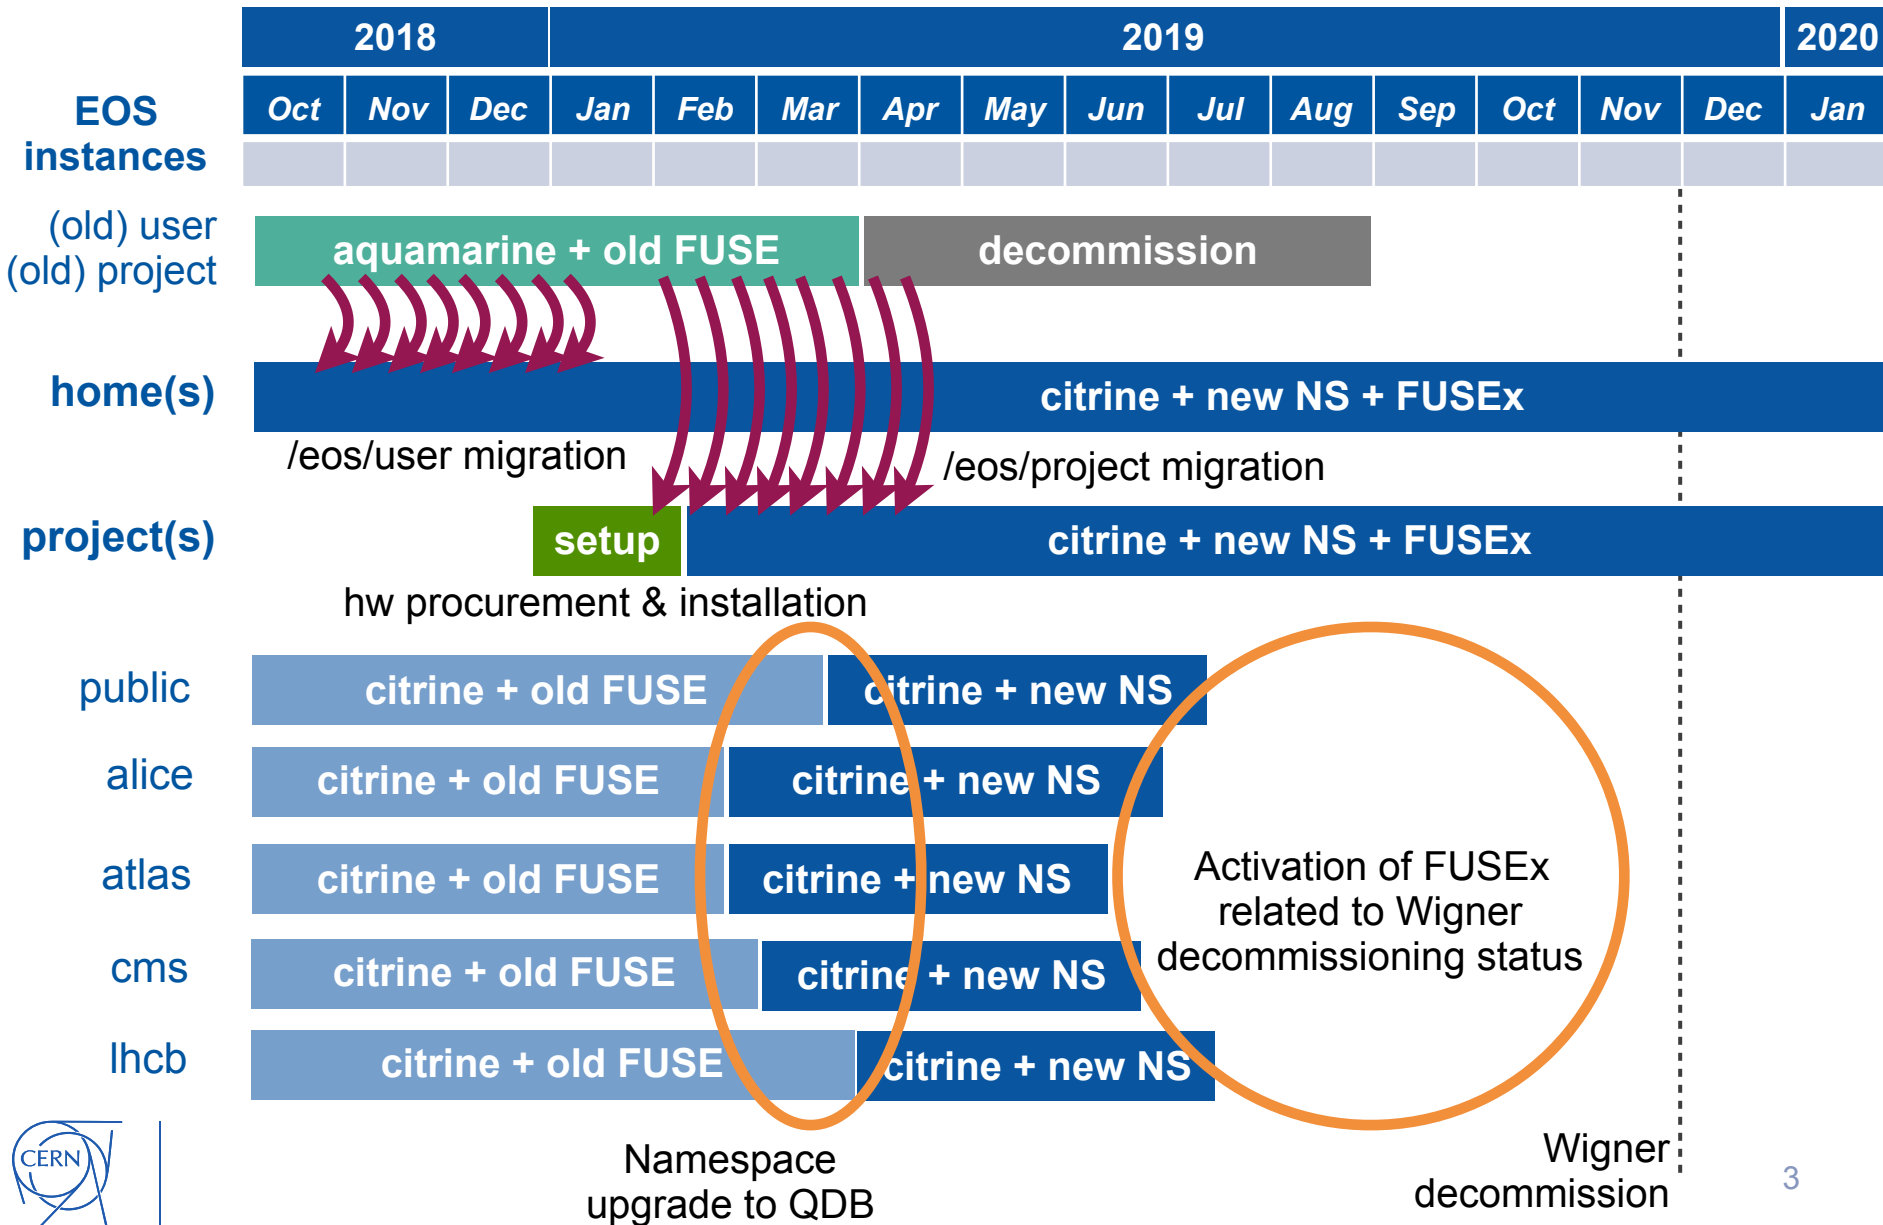 2018 2019 2020
EOS
instances
Oct Nov Dec Jan Feb Mar Apr May Jun Jul Aug Sep Oct Nov Dec Jan
(old) user
(old) project
aquamarine + old FUSE
decommission
home(s)
citrine + new NS + FUSEx
/eos/user migration
/eos/project migration
project(s)
setup
citrine + new NS + FUSEx
hw procurement & installation
public
citrine + old FUSE
citrine + new NS
alice
citrine + old FUSE
citrine + new NS
atlas
citrine + old FUSE
citrine + new NS
cms
citrine + old FUSE
citrine + new NS
lhcb
citrine + old FUSE
citrine + new NS
Activation of FUSEx
related to Wigner
decommissioning status
Namespace
upgrade to QDB
Wigner
decommission
CERN
3